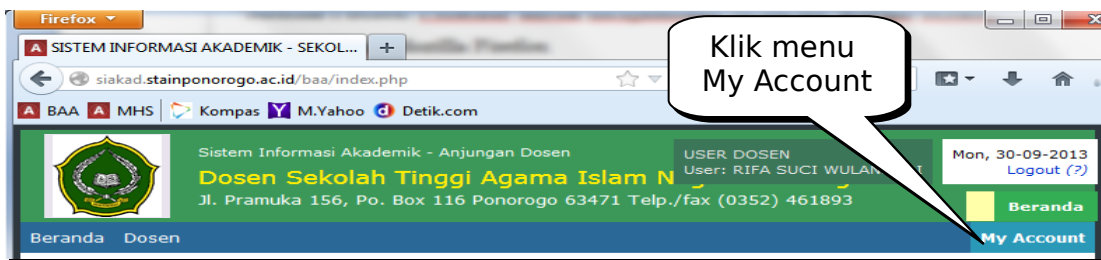 Firefox
SISTEM INFORMASI AKADEMIK - SEKOL...
siakad.stainponorogo.ac.id/baa/index.php
BAA MHS Kompas M.Yahoo Detik.com
Klik menu
My Account
Sistem Informasi Akademik - Anjungan Dosen
Dosen Sekolah Tinggi Agama Islam N
Jl. Pramuka 156, Po. Box 116 Ponorogo 63471 Telp./fax (0352) 461893
USER DOSEN
User: RIFA SUCI WULAN
Mon, 30-09-2013
Logout (?)
Beranda
Beranda Dosen
My Account